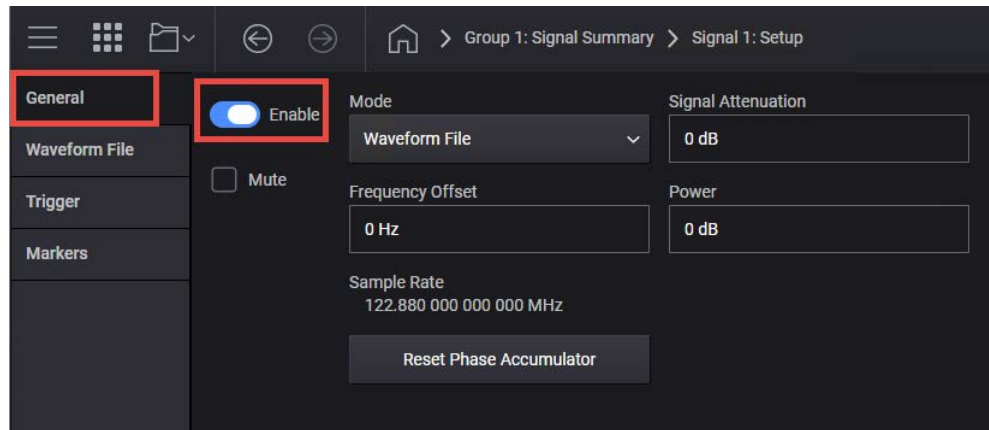 Group 1: Signal Summary
Signal 1: Setup
General
Waveform File
Trigger
Markers
Enable
Mute
Mode
Waveform File
Signal Attenuation
0 dB
Frequency Offset
0 Hz
Power
0 dB
Sample Rate
122.880 000 000 000 MHz
Reset Phase Accumulator